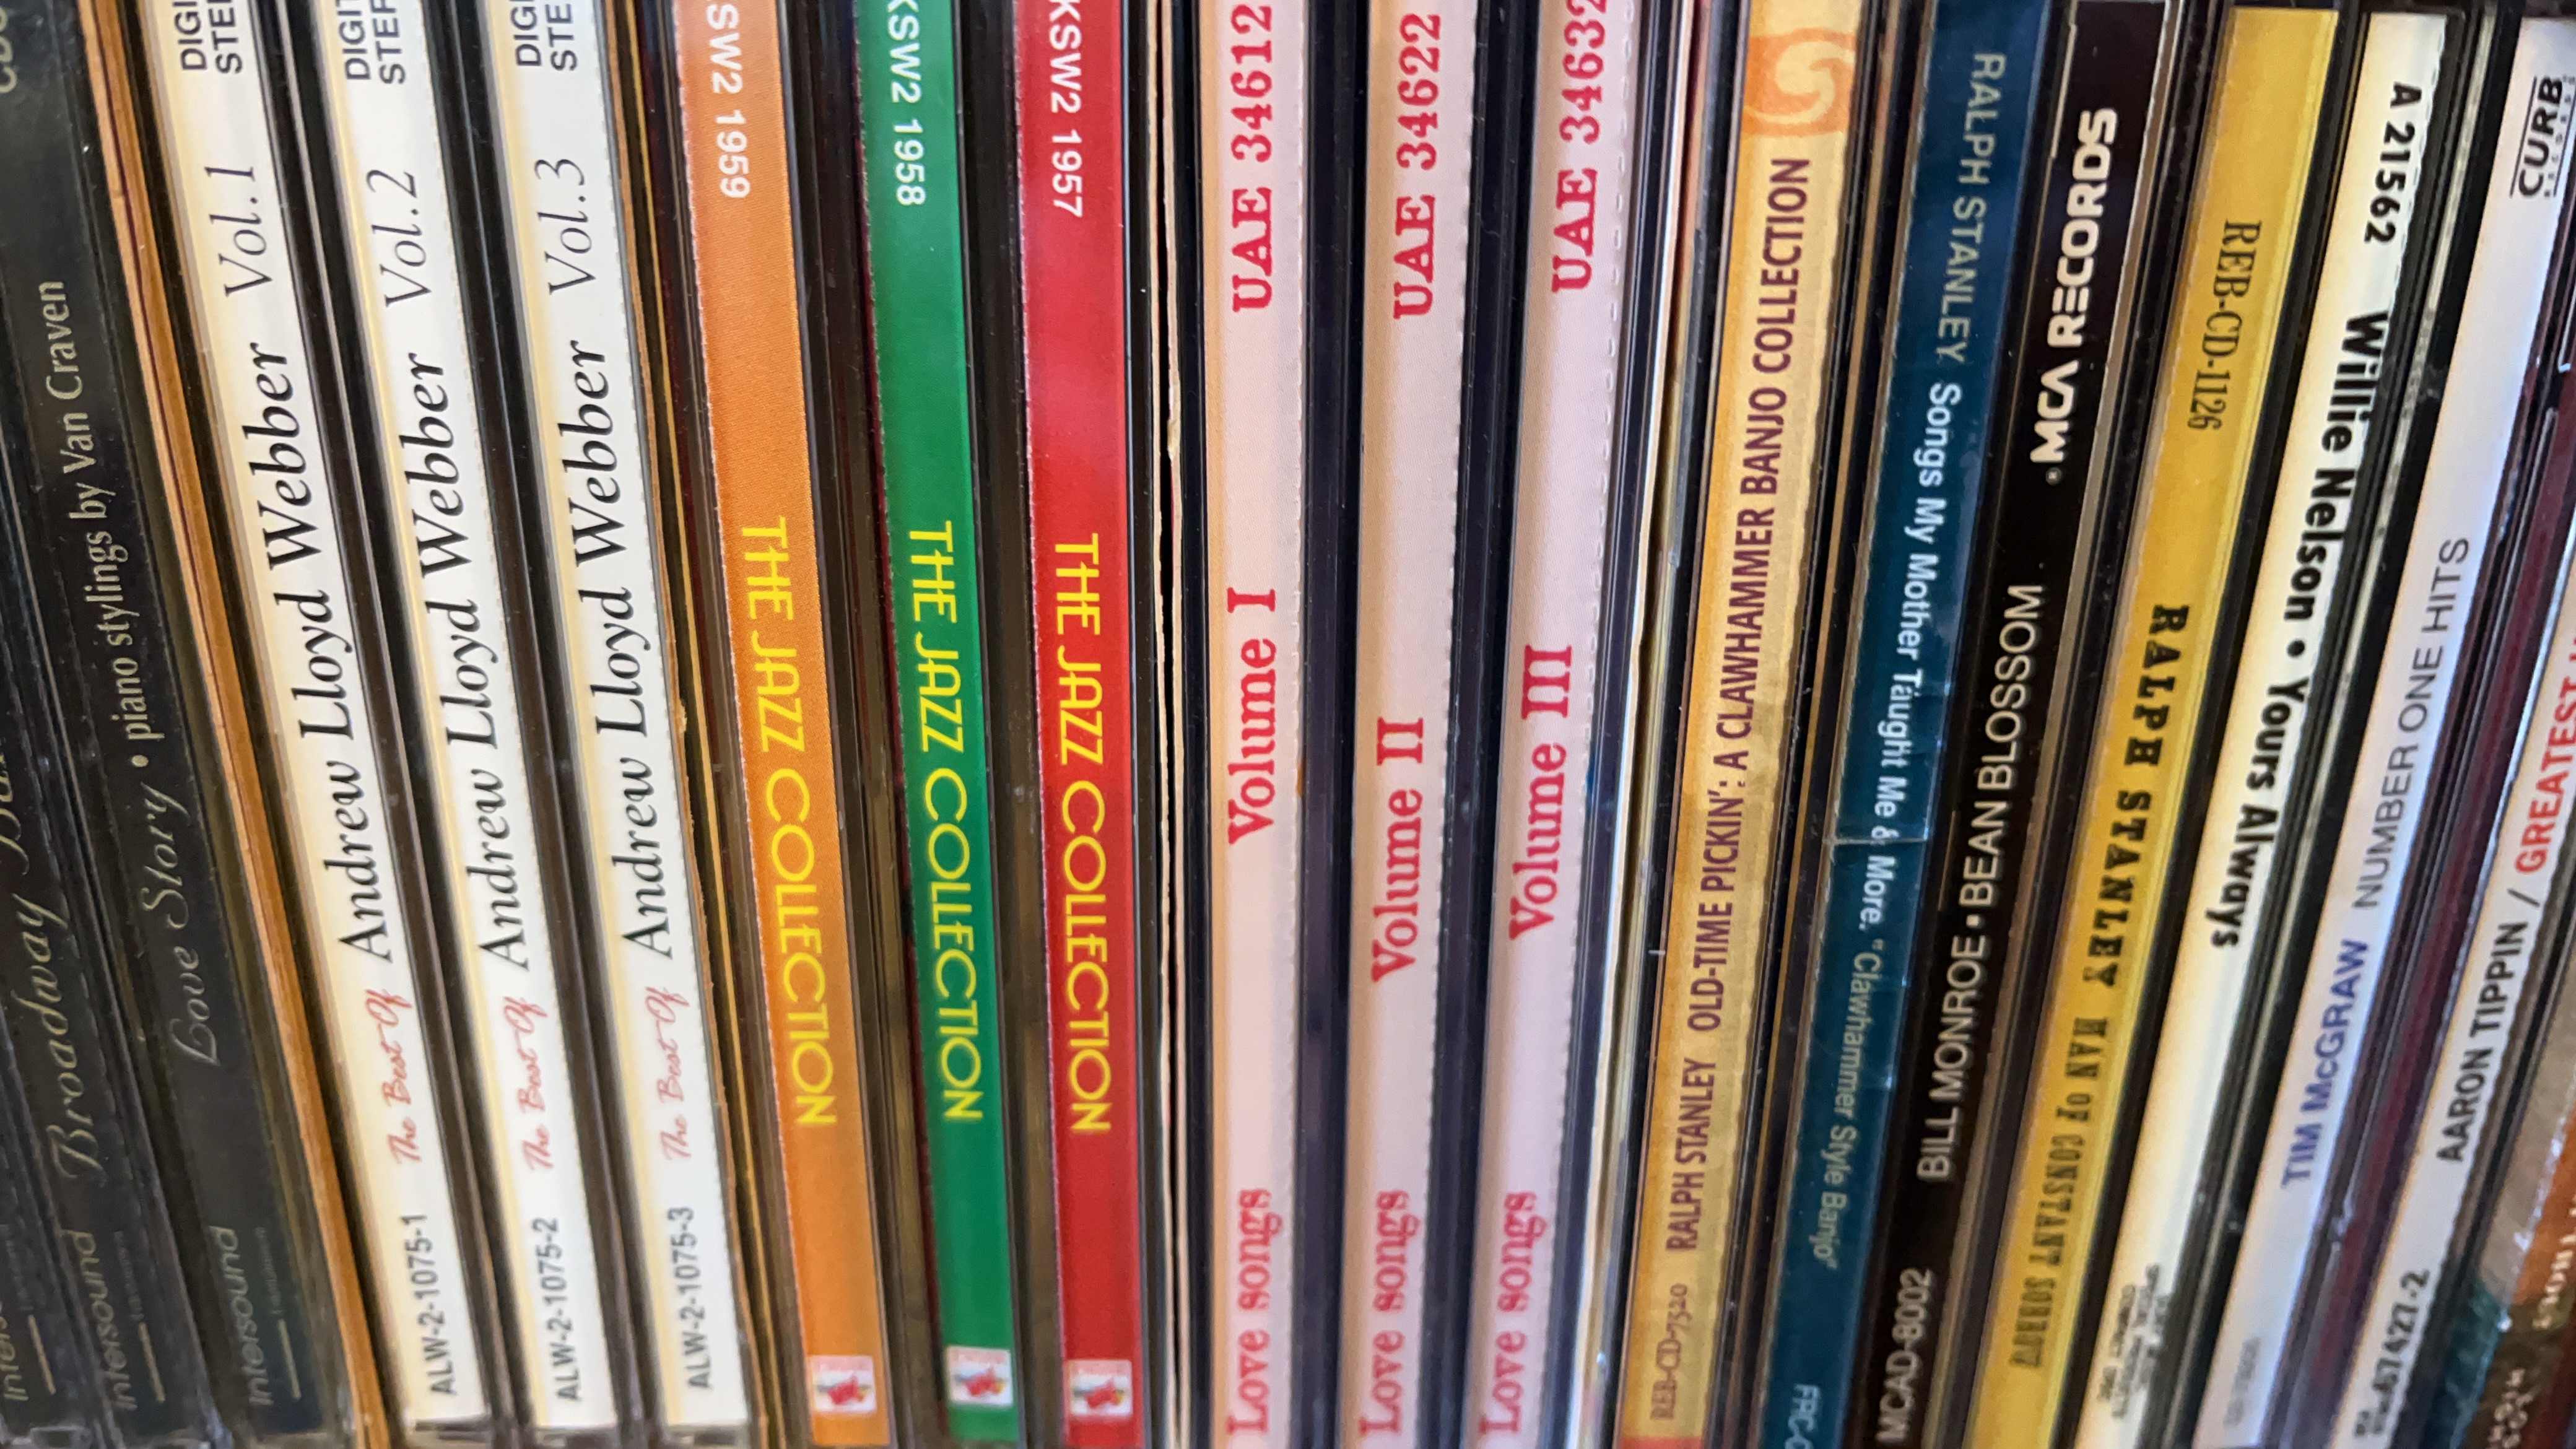 Broadway
Intersound
Love Story • piano stylings by Van Craven
Intersound
Intersound
ALW-2-1075-1 The Best Of Andrew Lloyd Webber Vol.1
ALW-2-1075-2 The Best Of Andrew Lloyd Webber Vol.2
ALW-2-1075-3 The Best Of Andrew Lloyd Webber Vol.3
SW2 1959 THE JAZZ COLLECTION
KSW2 1958 THE JAZZ COLLECTION
KSW2 1957 THE JAZZ COLLECTION
Love songs Volume I UAE 34612
Love songs Volume II UAE 34622
Love songs Volume III UAE 34632
REB-CD-7520 RALPH STANLEY OLD-TIME PICKIN': A CLAWHAMMER BANJO COLLECTION
RALPH STANLEY Songs My Mother Taught Me & More. "Clawhammer Style Banjo"
MCAD-8002 BILL MONROE • BEAN BLOSSOM • MCA RECORDS
REB-CD-1126 RALPH STANLEY MAN OF CONSTANT SORROW
A 21562 Willie Nelson • Yours Always
TIM McGRAW NUMBER ONE HITS CURB
67427-2 AARON TIPPIN / GREATEST